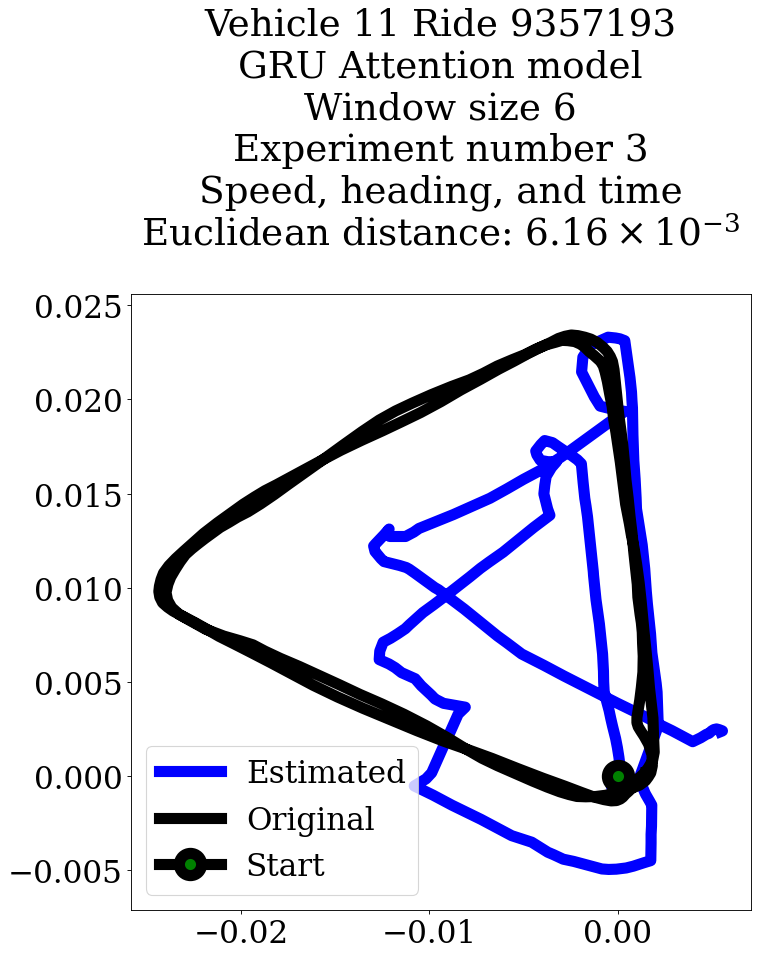 Vehicle 11 Ride 9357193
GRU Attention model
Window size 6
Experiment number 3
Speed, heading, and time
Euclidean distance: $6.16 \times 10^{-3}$
0.025
0.020
0.015
0.010
0.005
0.000
−0.005
Estimated
Original
Start
−0.02 −0.01 0.00